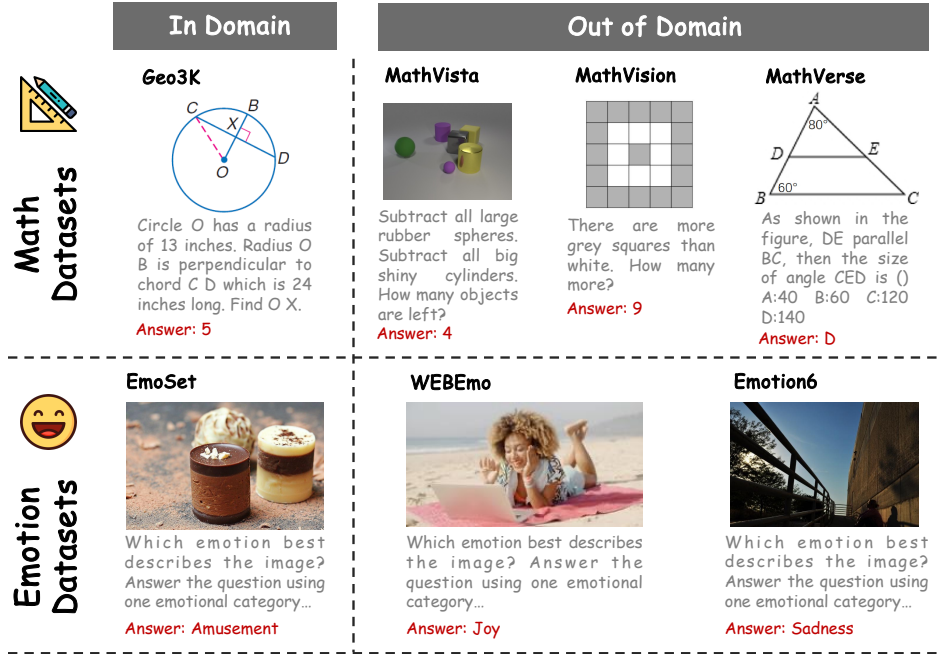 In Domain
Out of Domain
Math
Datasets
Geo3K
C
B
X
D
O
Circle O has a radius
of 13 inches. Radius O
B is perpendicular to
chord C D which is 24
inches long. Find O X.
Answer: 5
MathVista
Subtract all large
rubber spheres.
Subtract all big
shiny cylinders.
How many objects
are left?
Answer: 4
MathVision
There are more
grey squares than
white. How many
more?
Answer: 9
MathVerse
A
80°
D
E
B
60°
C
As shown in the
figure, DE parallel
BC, then the size
of angle CED is ()
A:40 B:60 C:120
D:140
Answer: D
Emotion
Datasets
EmoSet
Which emotion best
describes the image?
Answer the question using
one emotional category...
Answer: Amusement
WEBEmo
Which emotion best describes
the image? Answer the
question using one emotional
category...
Answer: Joy
Emotion6
Which emotion best
describes the image?
Answer the question using
one emotional category...
Answer: Sadness